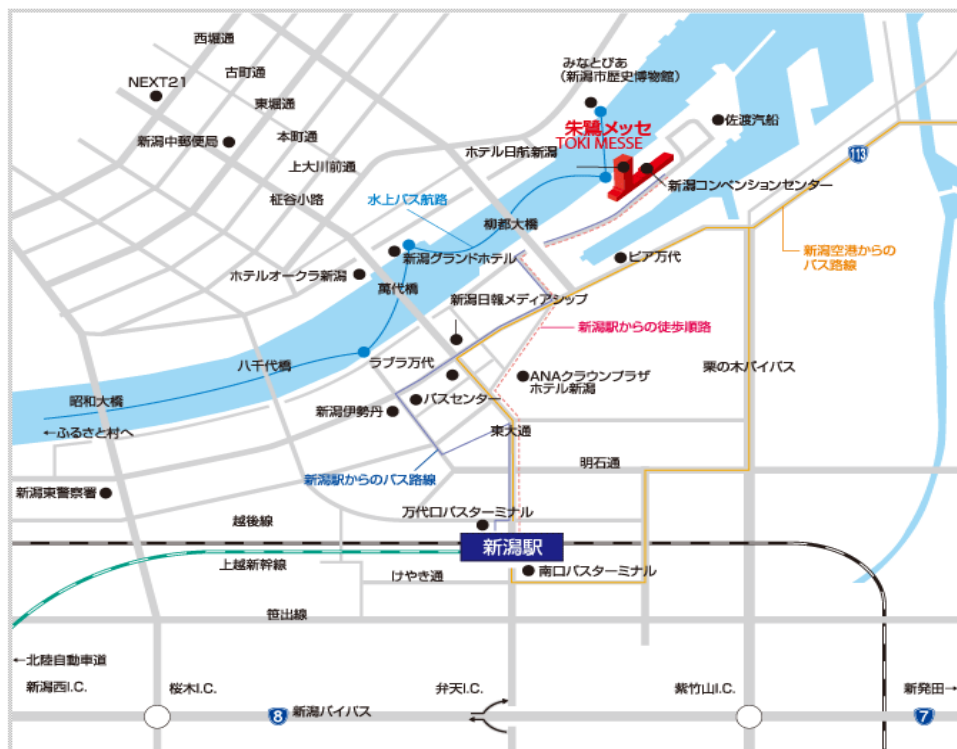 西堀通
古町通
NEXT21
東堀通
新潟中郵便局
本町通
上大川前通
柾谷小路
みなとぴあ
(新潟市歴史博物館)
朱鷺メッセ
TOKI MESSE
佐渡汽船
ホテル日航新潟
新潟コンベンションセンター
113
水上バス航路
柳都大橋
新潟グランドホテル
ピア万代
新潟空港からの
バス路線
ホテルオークラ新潟
萬代橋
新潟日報メディアシップ
新潟駅からの徒歩順路
八千代橋
ラブラ万代
ANAクラウンプラザ
ホテル新潟
栗の木バイパス
昭和大橋
バスセンター
新潟伊勢丹
←ふるさと村へ
東大通
新潟駅からのバス路線
明石通
新潟東警察署
万代口バスターミナル
越後線
新潟駅
上越新幹線
けやき通
南口バスターミナル
笹出線
←北陸自動車道
新潟西I.C.
桜木I.C.
弁天I.C.
紫竹山I.C.
新発田→
8
新潟バイパス
7